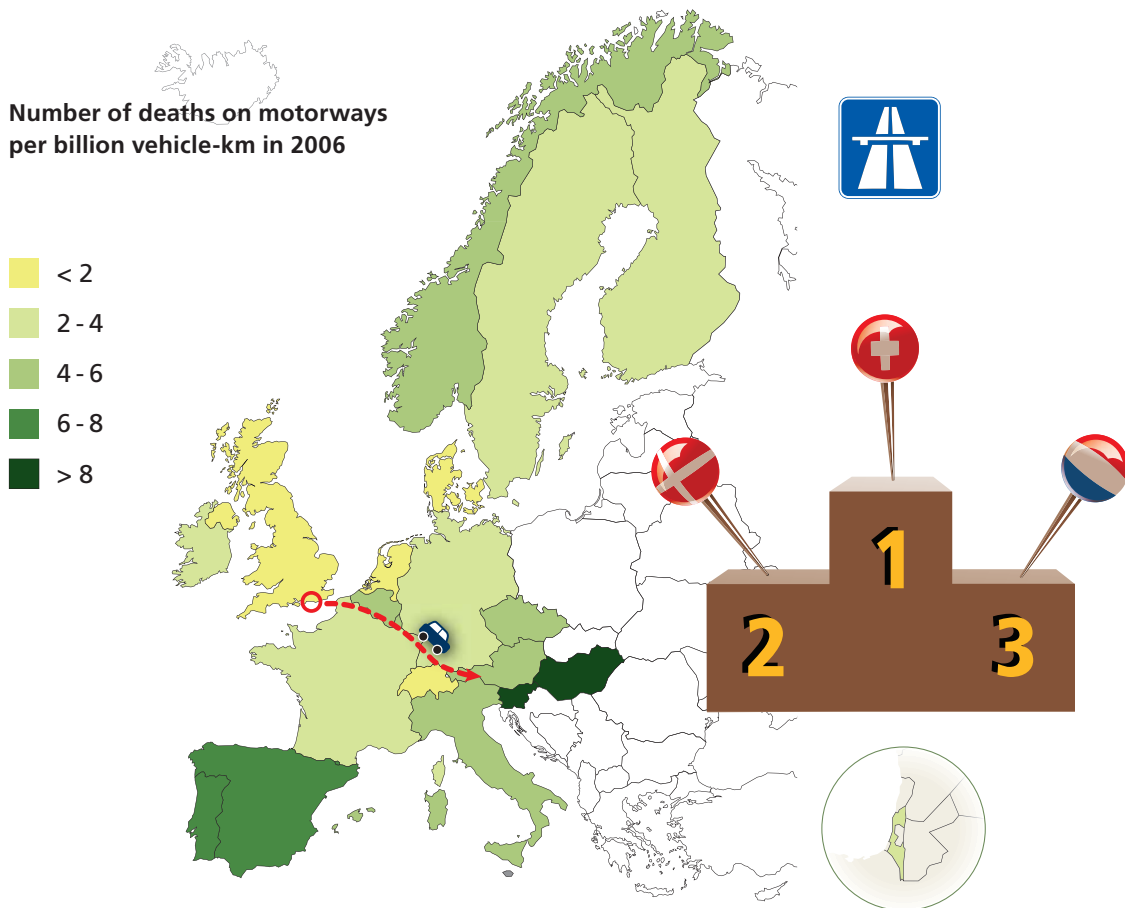 Number of deaths on motorways
per billion vehicle-km in 2006
< 2
2 - 4
4 - 6
6 - 8
> 8
1
2
3